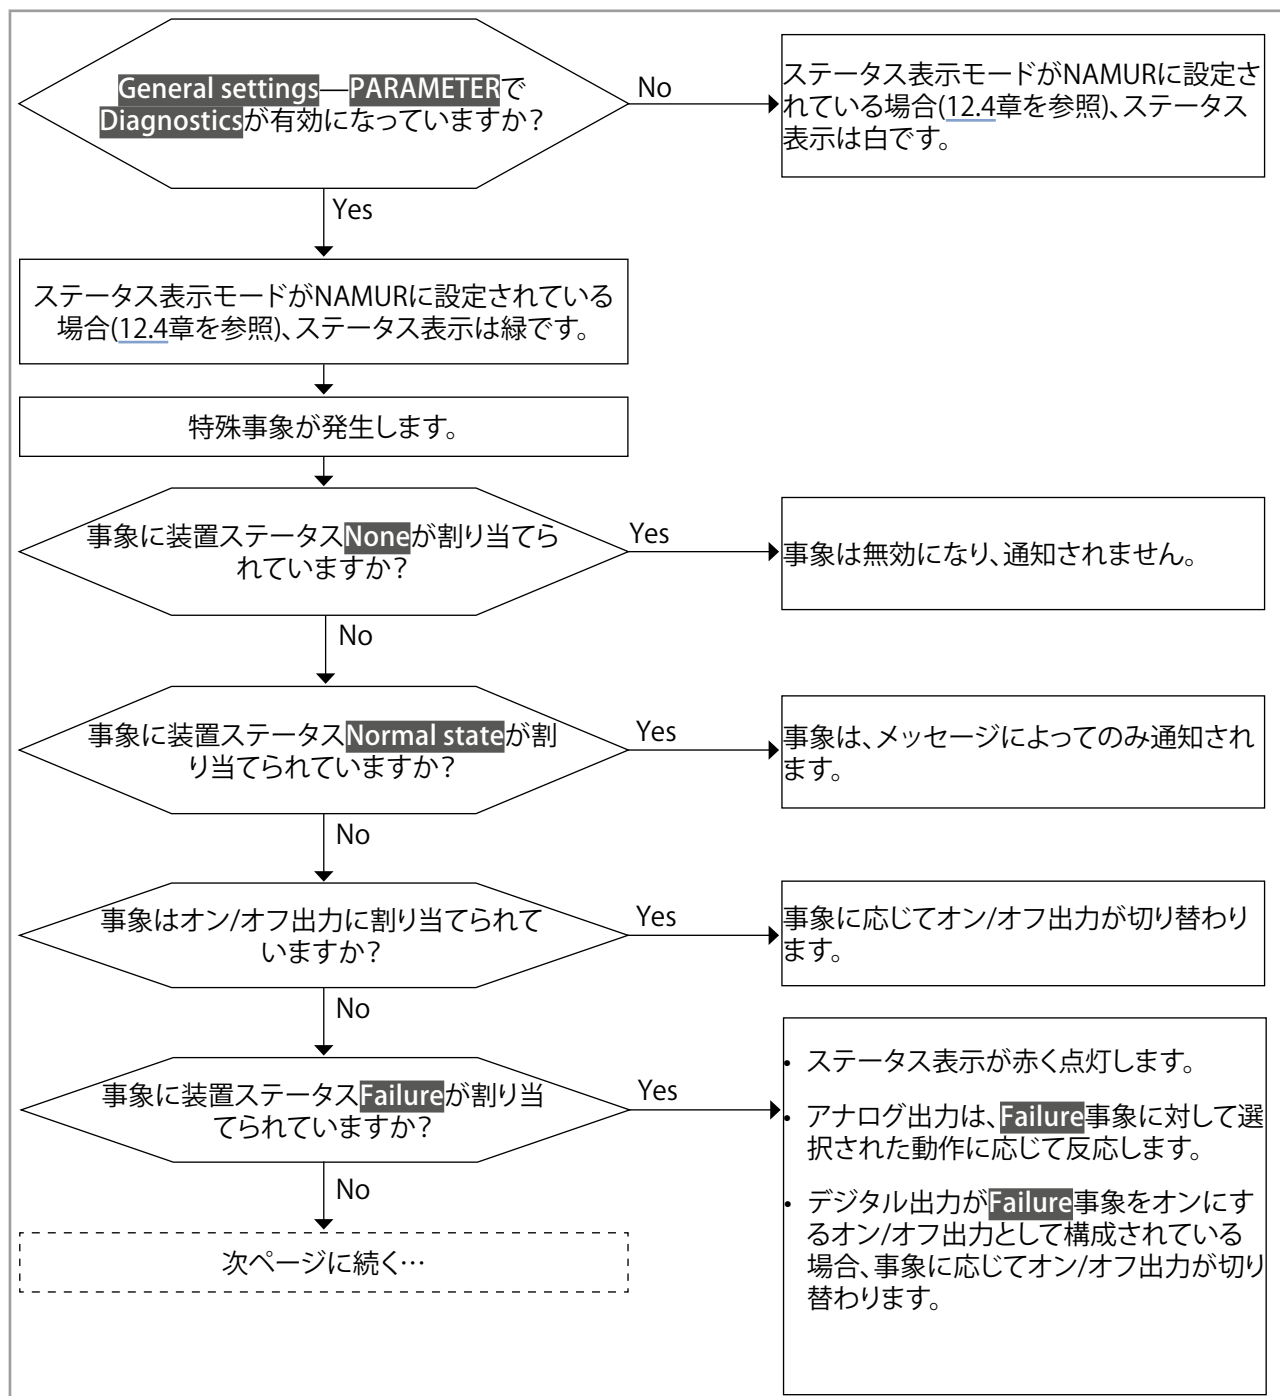 General settings—PARAMETERで
Diagnosticsが有効になっていますか？
No
ステータス表示モードがNAMURに設定さ
れている場合(12.4章を参照)、ステータス
表示は白です。
Yes
ステータス表示モードがNAMURに設定されている
場合(12.4章を参照)、ステータス表示は緑です。
特殊事象が発生します。
事象に装置ステータスNoneが割り当てら
れていますか？
Yes
事象は無効になり、通知されません。
No
事象に装置ステータスNormal stateが割
り当てられていますか？
Yes
事象は、メッセージによってのみ通知され
ます。
No
事象はオン/オフ出力に割り当てられて
いますか？
Yes
事象に応じてオン/オフ出力が切り替わり
ます。
No
事象に装置ステータスFailureが割り当
てられていますか？
Yes
• ステータス表示が赤く点灯します。
• アナログ出力は、Failure事象に対して選
択された動作に応じて反応します。
• デジタル出力がFailure事象をオンにす
るオン/オフ出力として構成されている
場合、事象に応じてオン/オフ出力が切り
替わります。
No
次ページに続く…